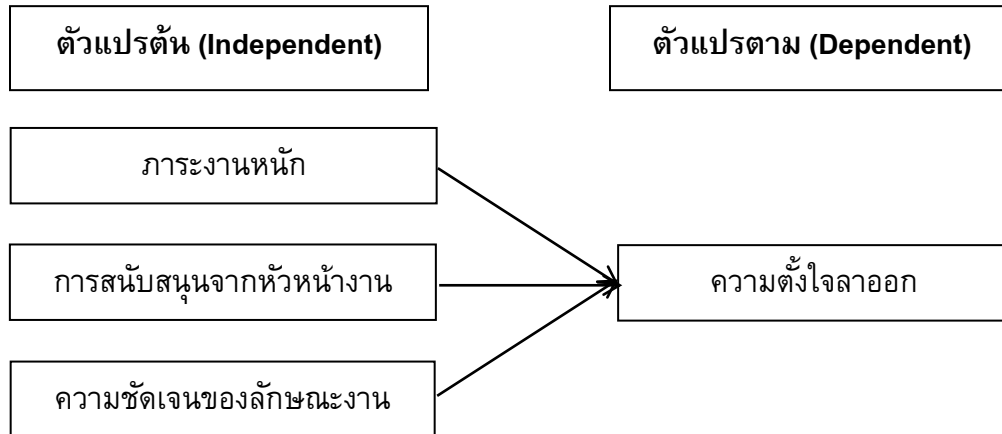 ตัวแปรต้น (Independent)
ตัวแปรตาม (Dependent)
ภาระงานหนัก
การสนับสนุนจากหัวหน้างาน
ความตั้งใจลาออก
ความชัดเจนของลักษณะงาน